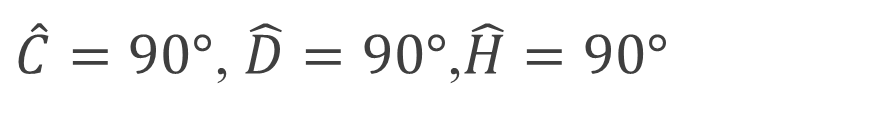 Ĉ = 90°, D̂ = 90°,Ĥ = 90°